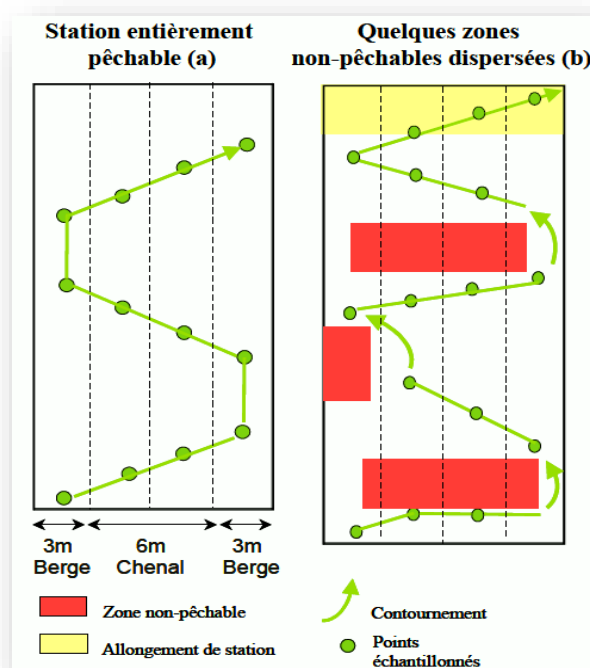 Station entièrement
pêchable (a)
Quelques zones
non-pêchables dispersées (b)
3m
Berge
6m
Chenal
3m
Berge
Zone non-pêchable
Allongement de station
Contournement
Points
échantillonnés